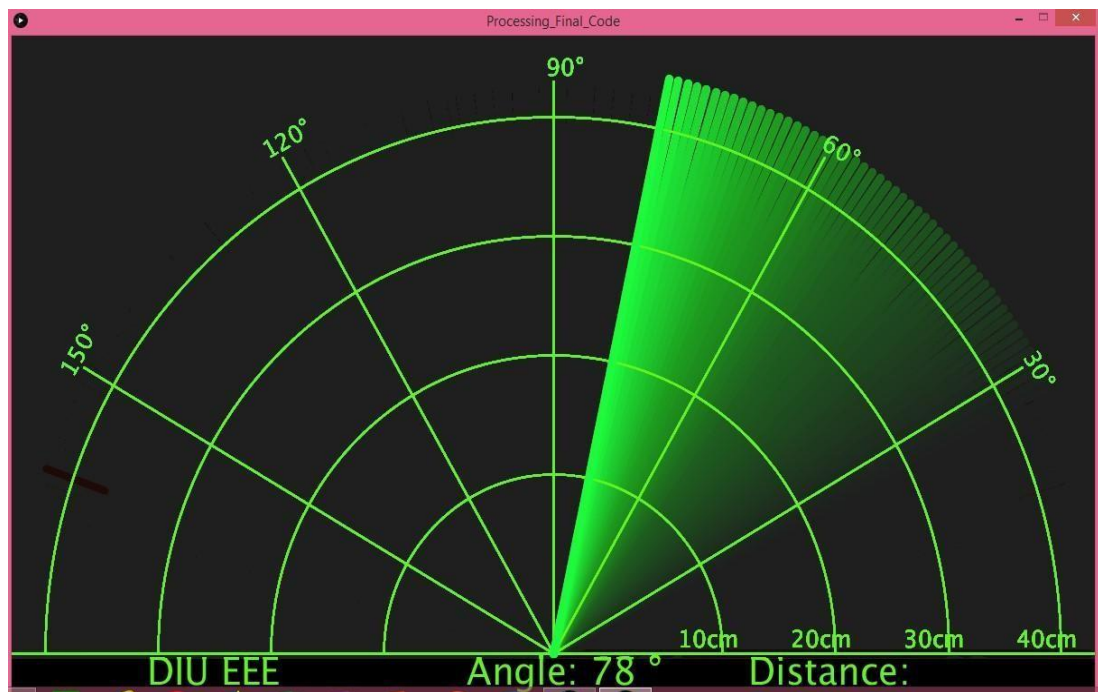 Processing_Final_Code
90°
120°
60°
150°
30°
10cm 20cm 30cm 40cm
DIU EEE Angle: 78 ° Distance: